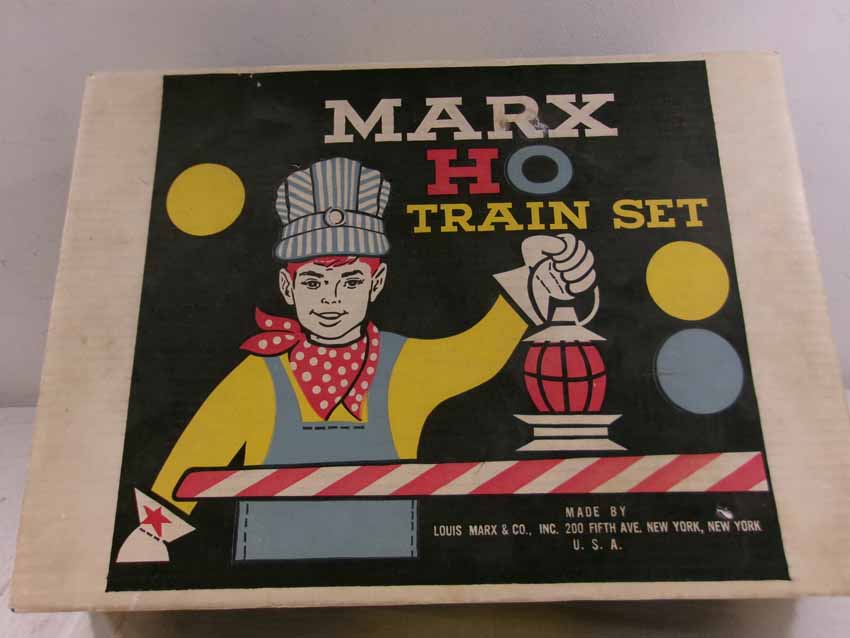 MARX
HO
TRAIN SET
MADE BY
LOUIS MARX & CO., INC. 200 FIFTH AVE. NEW YORK, NEW YORK
U. S. A.